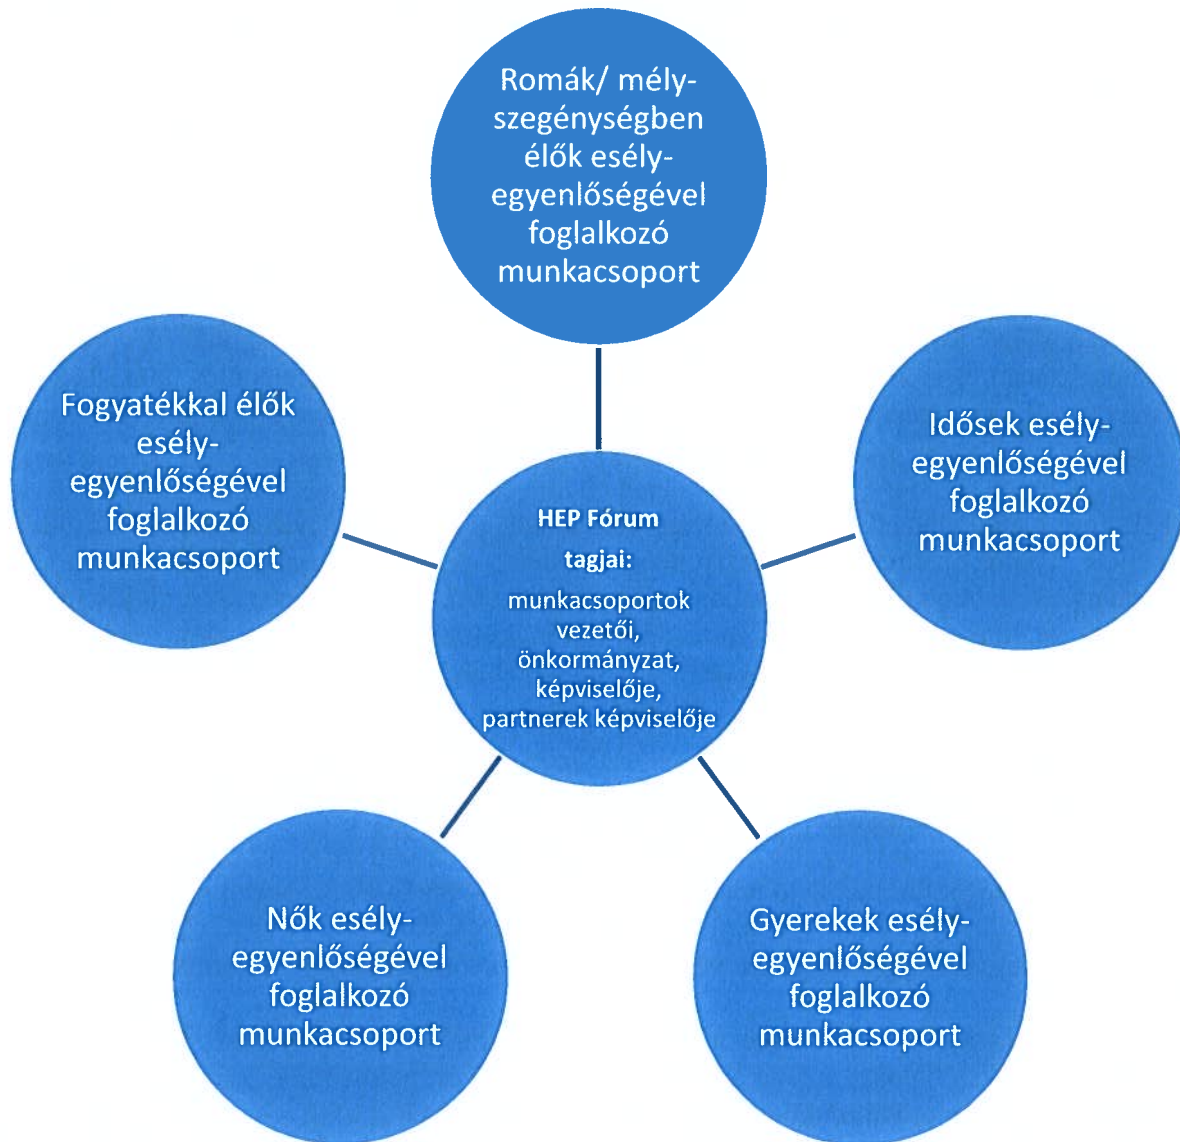 Romák/ mély-
szegénységben
élők esély-
egyenlőségével
foglalkozó
munkacsoport
Fogyatékkal élők
esély-
egyenlőségével
foglalkozó
munkacsoport
Idősek esély-
egyenlőségével
foglalkozó
munkacsoport
HEP Fórum
tagjai:
munkacsoportok
vezetői,
önkormányzat,
képviselője,
partnerek képviselője
Nők esély-
egyenlőségével
foglalkozó
munkacsoport
Gyerekek esély-
egyenlőségével
foglalkozó
munkacsoport